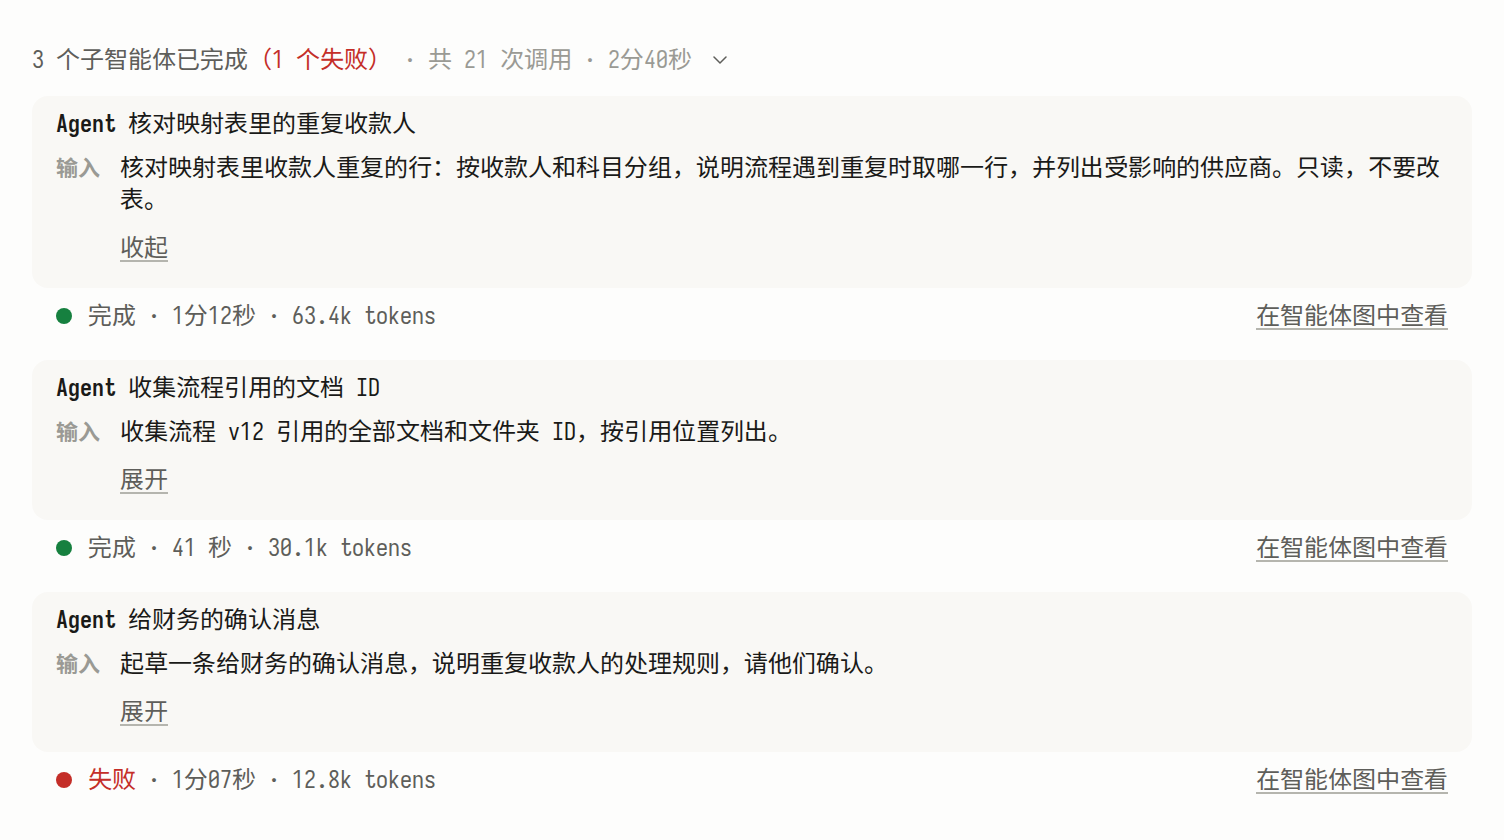 3 个子智能体已完成（1 个失败） · 共 21 次调用 · 2分40秒
Agent 核对映射表里的重复收款人
输入 核对映射表里收款人重复的行：按收款人和科目分组，说明流程遇到重复时取哪一行，并列出受影响的供应商。只读，不要改
表。
收起
完成 · 1分12秒 · 63.4k tokens 在智能体图中查看
Agent 收集流程引用的文档 ID
输入 收集流程 v12 引用的全部文档和文件夹 ID，按引用位置列出。
展开
完成 · 41 秒 · 30.1k tokens 在智能体图中查看
Agent 给财务的确认消息
输入 起草一条给财务的确认消息，说明重复收款人的处理规则，请他们确认。
展开
失败 · 1分07秒 · 12.8k tokens 在智能体图中查看